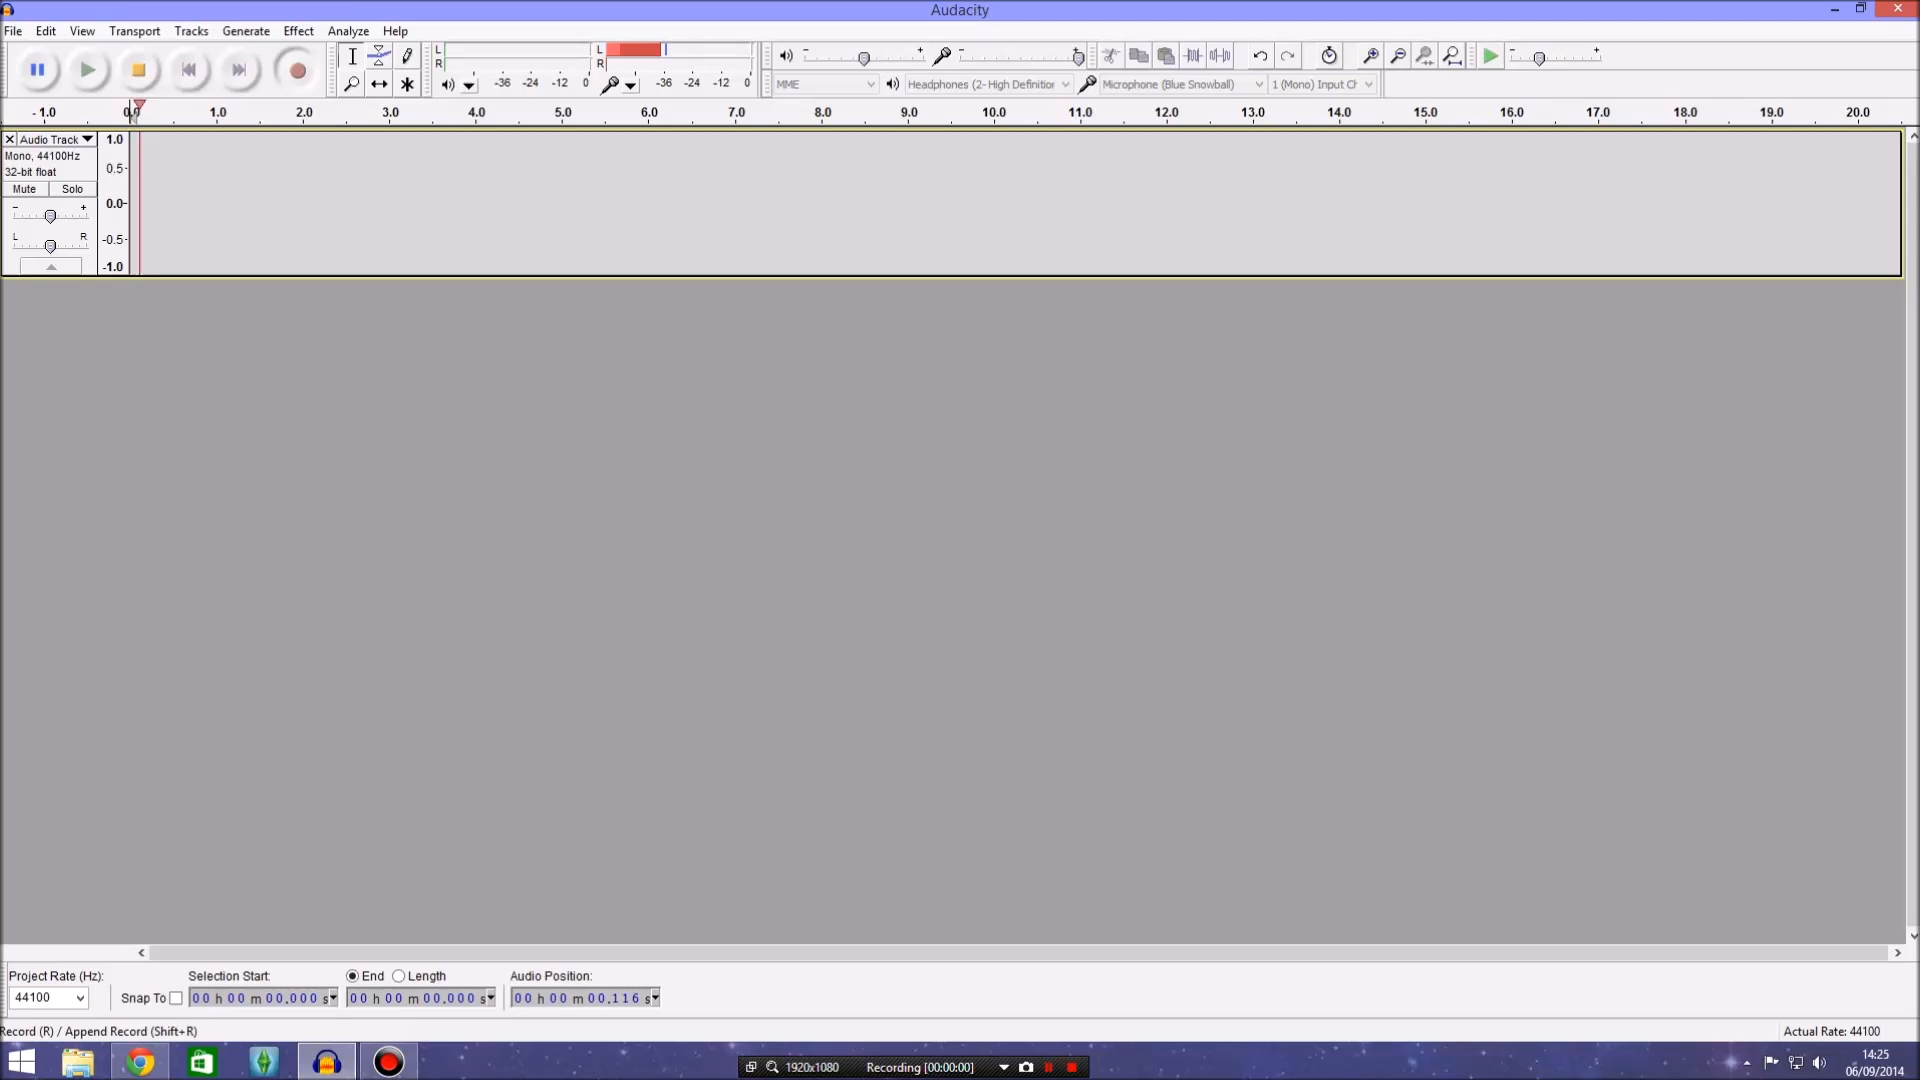 Audacity
File Edit View Transport Tracks Generate Effect Analyze Help
L L
R R
-36 -24 -12 0 -36 -24 -12 0
MME Headphones (2- High Definitior Microphone (Blue Snowball) 1 (Mono) Input Ch
- 1.0 0.0 1.0 2.0 3.0 4.0 5.0 6.0 7.0 8.0 9.0 10.0 11.0 12.0 13.0 14.0 15.0 16.0 17.0 18.0 19.0 20.0
Audio Track 1.0
Mono, 44100Hz
32-bit float 0.5
Mute Solo
- + 0.0
L R -0.5
-1.0
Project Rate (Hz): Selection Start: End Length Audio Position:
44100 Snap To 00 h 00 m 00.000 s 00 h 00 m 00.000 s 00 h 00 m 00.116 s
Record (R) / Append Record (Shift+R) Actual Rate: 44100
1920x1080 Recording [00:00:00]
14:25
06/09/2014